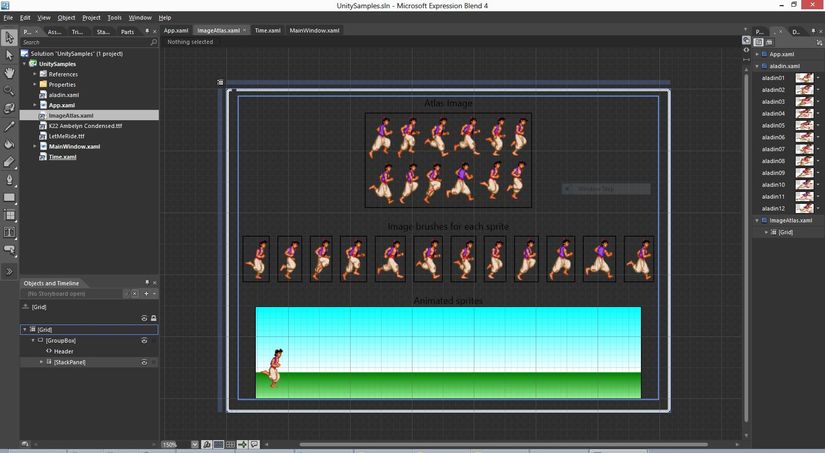 UnitySamples.sln - Microsoft Expression Blend 4
File Edit View Object Project Tools Window Help
P... Ass... Tri... Sta... Parts
App.xaml ImageAtlas.xaml Time.xaml MainWindow.xaml
P... D...
Search
Nothing selected
Solution "UnitySamples" (1 project)
UnitySamples
References
Properties
aladin.xaml
App.xaml
ImageAtlas.xaml
K22 Ambelyn Condensed.ttf
LetMeRide.ttf
MainWindow.xaml
Time.xaml
Objects and Timeline
(No Storyboard open)
[Grid]
[Grid]
[GroupBox]
Header
[StackPanel]
Atlas Image
Window Snip
Image brushes for each sprite
Animated sprites
150%
App.xaml
aladin.xaml
aladin01
aladin02
aladin03
aladin04
aladin05
aladin06
aladin07
aladin08
aladin09
aladin10
aladin11
aladin12
ImageAtlas.xaml
[Grid]